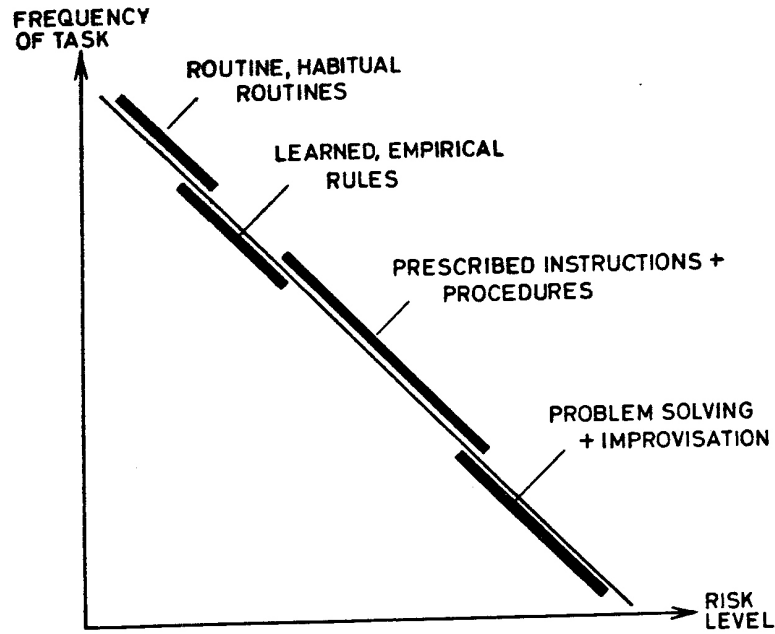 FREQUENCY
OF TASK
ROUTINE, HABITUAL
ROUTINES
LEARNED, EMPIRICAL
RULES
PRESCRIBED INSTRUCTIONS +
PROCEDURES
PROBLEM SOLVING
+ IMPROVISATION
RISK
LEVEL